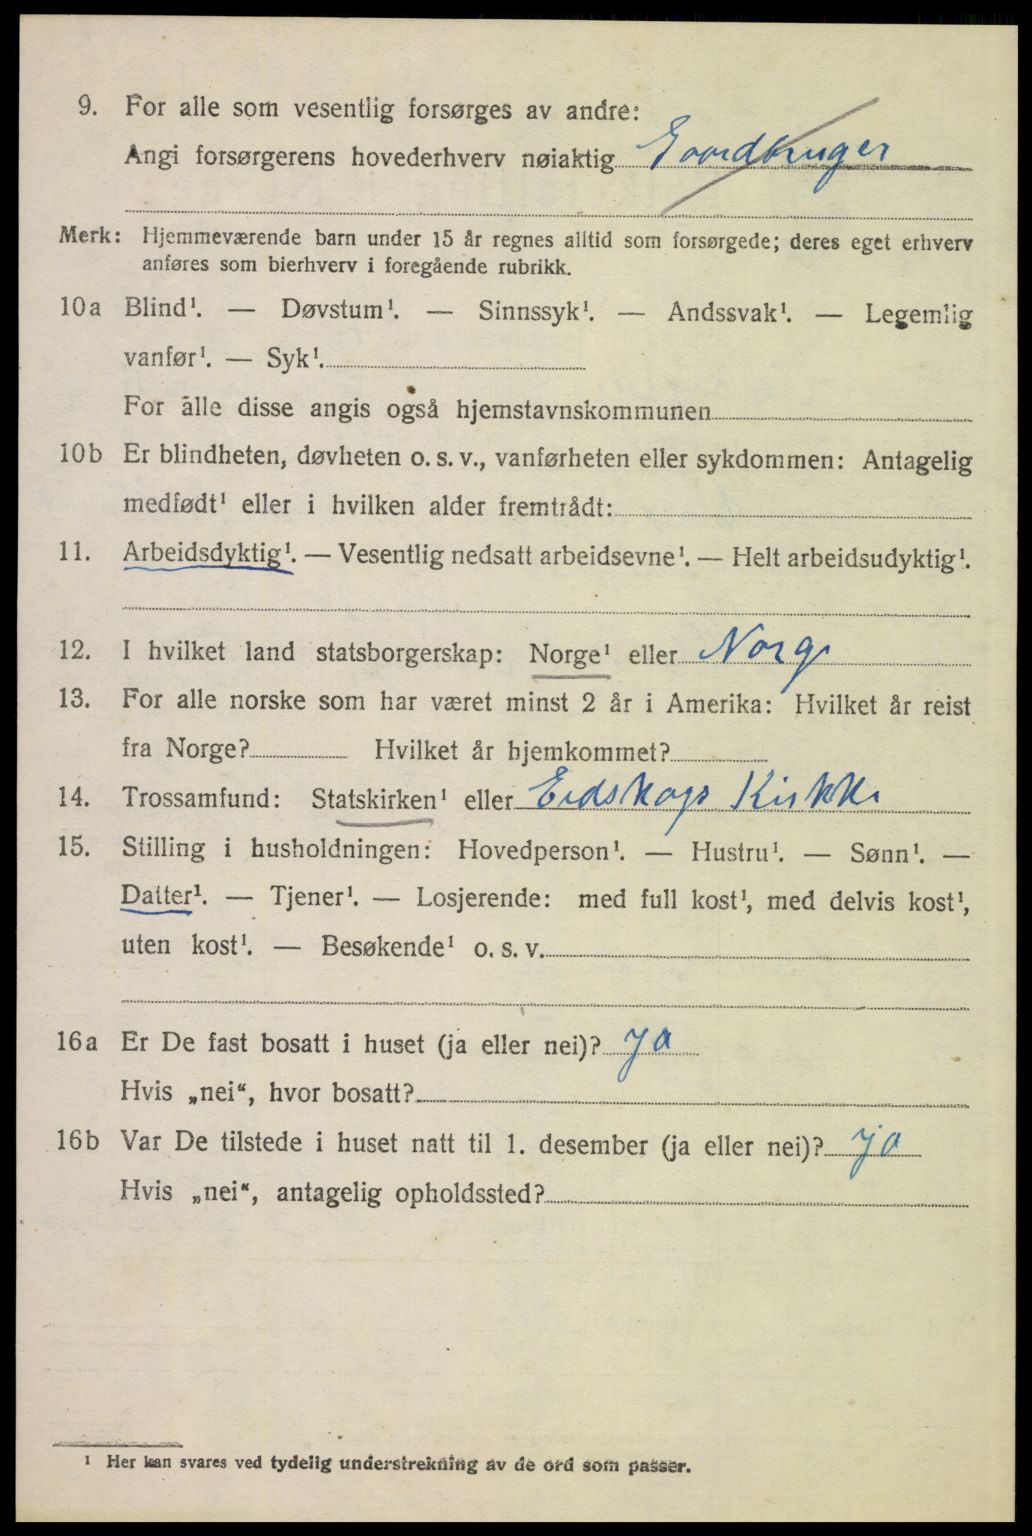 9. For alle som vesentlig forsørges av andre:
Angi forsørgerens hovederhverv nøiaktig Gaardbruger
Merk: Hjemmeværende barn under 15 år regnes alltid som forsørgede; deres eget erhverv
anføres som bierhverv i foregående rubrikk.
10a Blind¹. — Døvstum¹. — Sinnssyk¹. — Andssvak¹. — Legemlig
vanfør¹. — Syk¹.
For alle disse angis også hjemstavnskommunen
10b Er blindheten, døvheten o. s. v., vanførheten eller sykdommen: Antagelig
medfødt¹ eller i hvilken alder fremtrådt:
11. Arbeidsdyktig¹. — Vesentlig nedsatt arbeidsevne¹. — Helt arbeidsudyktig¹.
12. I hvilket land statsborgerskap: Norge¹ eller Norge
13. For alle norske som har været minst 2 år i Amerika: Hvilket år reist
fra Norge? Hvilket år hjemkommet?
14. Trossamfund: Statskirken¹ eller Eidskogs Kirkke
15. Stilling i husholdningen: Hovedperson¹. — Hustru¹. — Sønn¹. —
Datter¹. — Tjener¹. — Losjerende: med full kost¹, med delvis kost¹,
uten kost¹. — Besøkende¹ o. s. v.
16a Er De fast bosatt i huset (ja eller nei)? ja
Hvis „nei“, hvor bosatt?
16b Var De tilstede i huset natt til 1. desember (ja eller nei)? ja
Hvis „nei“, antagelig opholdssted?
¹ Her kan svares ved tydelig understrekning av de ord som passer.